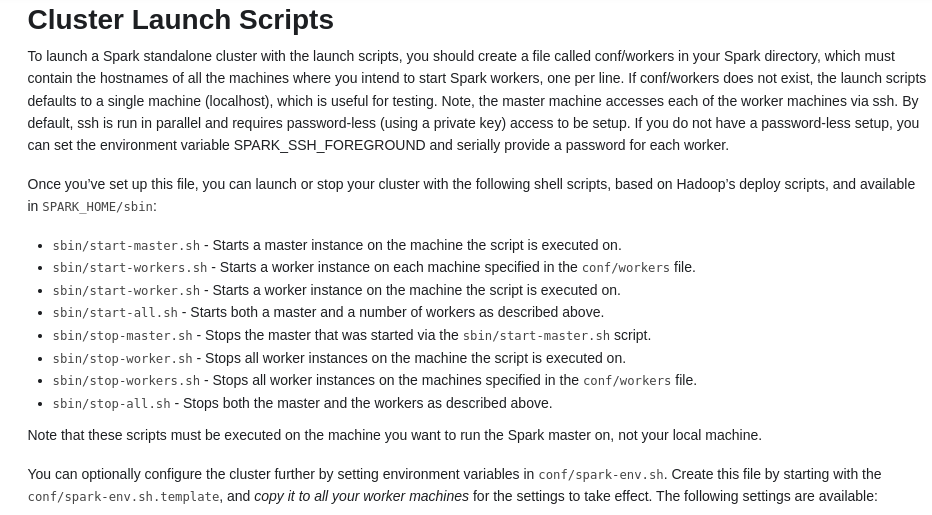 Cluster Launch Scripts
To launch a Spark standalone cluster with the launch scripts, you should create a file called conf/workers in your Spark directory, which must
contain the hostnames of all the machines where you intend to start Spark workers, one per line. If conf/workers does not exist, the launch scripts
defaults to a single machine (localhost), which is useful for testing. Note, the master machine accesses each of the worker machines via ssh. By
default, ssh is run in parallel and requires password-less (using a private key) access to be setup. If you do not have a password-less setup, you
can set the environment variable SPARK_SSH_FOREGROUND and serially provide a password for each worker.
Once you’ve set up this file, you can launch or stop your cluster with the following shell scripts, based on Hadoop’s deploy scripts, and available
in SPARK_HOME/sbin:
• sbin/start-master.sh - Starts a master instance on the machine the script is executed on.
• sbin/start-workers.sh - Starts a worker instance on each machine specified in the conf/workers file.
• sbin/start-worker.sh - Starts a worker instance on the machine the script is executed on.
• sbin/start-all.sh - Starts both a master and a number of workers as described above.
• sbin/stop-master.sh - Stops the master that was started via the sbin/start-master.sh script.
• sbin/stop-worker.sh - Stops all worker instances on the machine the script is executed on.
• sbin/stop-workers.sh - Stops all worker instances on the machines specified in the conf/workers file.
• sbin/stop-all.sh - Stops both the master and the workers as described above.
Note that these scripts must be executed on the machine you want to run the Spark master on, not your local machine.
You can optionally configure the cluster further by setting environment variables in conf/spark-env.sh. Create this file by starting with the
conf/spark-env.sh.template, and copy it to all your worker machines for the settings to take effect. The following settings are available: